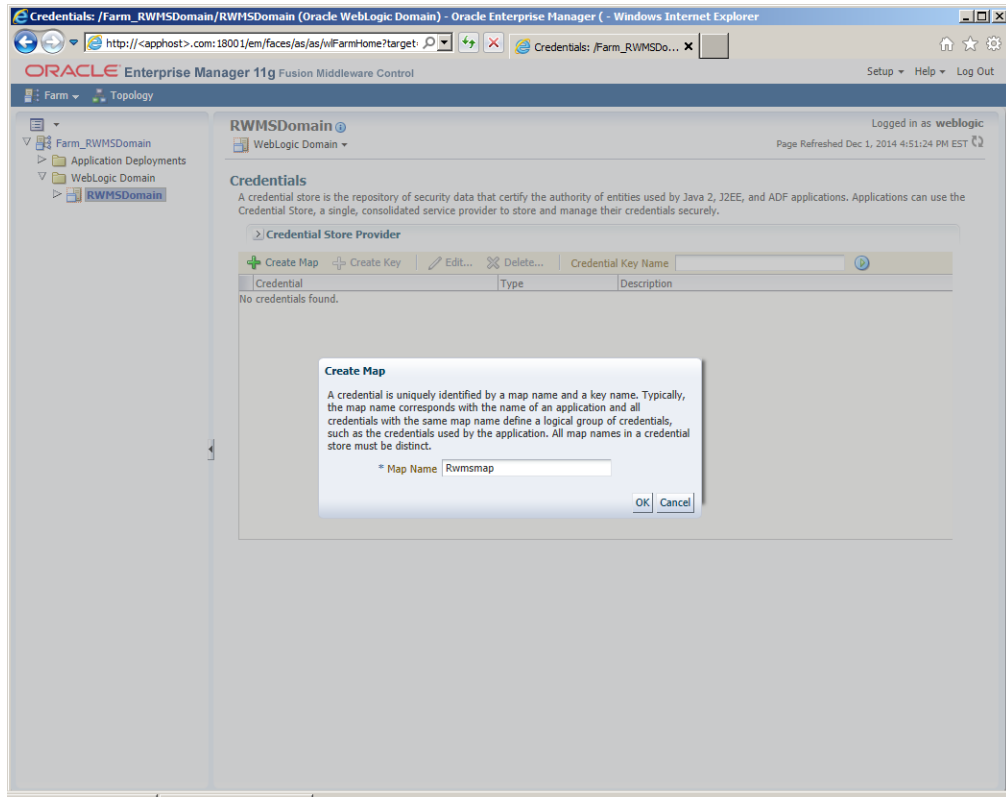 Credentials: /Farm_RWMSDomain/RWMSDomain (Oracle WebLogic Domain) - Oracle Enterprise Manager ( - Windows Internet Explorer
http://<apphost>.com:18001/em/faces/as/as/wlFarmHome?target:
Credentials: /Farm_RWMSDo...
ORACLE Enterprise Manager 11g Fusion Middleware Control
Setup Help Log Out
Farm Topology
Farm_RWMSDomain
Application Deployments
WebLogic Domain
RWMSDomain
RWMSDomain
WebLogic Domain
Logged in as weblogic
Page Refreshed Dec 1, 2014 4:51:24 PM EST
Credentials
A credential store is the repository of security data that certify the authority of entities used by Java 2, J2EE, and ADF applications. Applications can use the
Credential Store, a single, consolidated service provider to store and manage their credentials securely.
Credential Store Provider
Create Map Create Key Edit... Delete... Credential Key Name
Credential Type Description
No credentials found.
Create Map
A credential is uniquely identified by a map name and a key name. Typically,
the map name corresponds with the name of an application and all
credentials with the same map name define a logical group of credentials,
such as the credentials used by the application. All map names in a credential
store must be distinct.
* Map Name Rwmsmap
OK Cancel